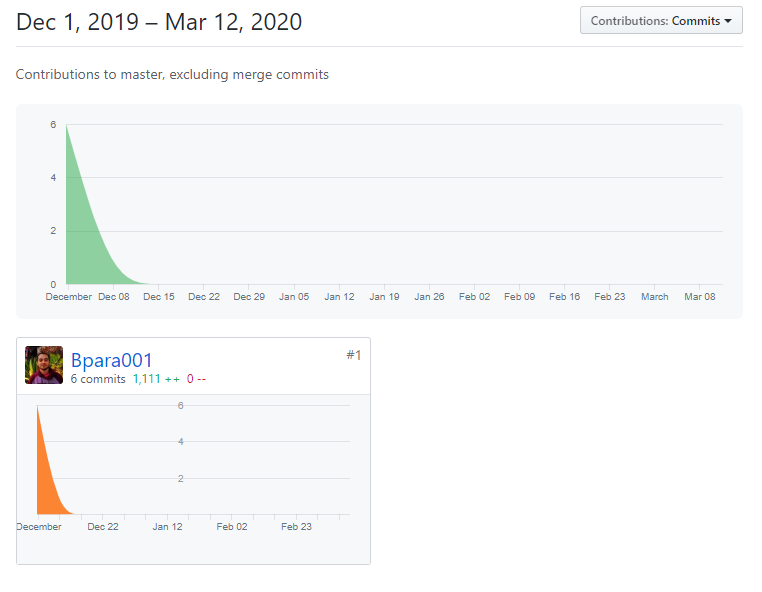 Dec 1, 2019 – Mar 12, 2020
Contributions: Commits
Contributions to master, excluding merge commits
6
4
2
0
December Dec 08 Dec 15 Dec 22 Dec 29 Jan 05 Jan 12 Jan 19 Jan 26 Feb 02 Feb 09 Feb 16 Feb 23 March Mar 08
Bpara001 #1
6 commits 1,111 ++ 0 --
6
4
2
December Dec 22 Jan 12 Feb 02 Feb 23